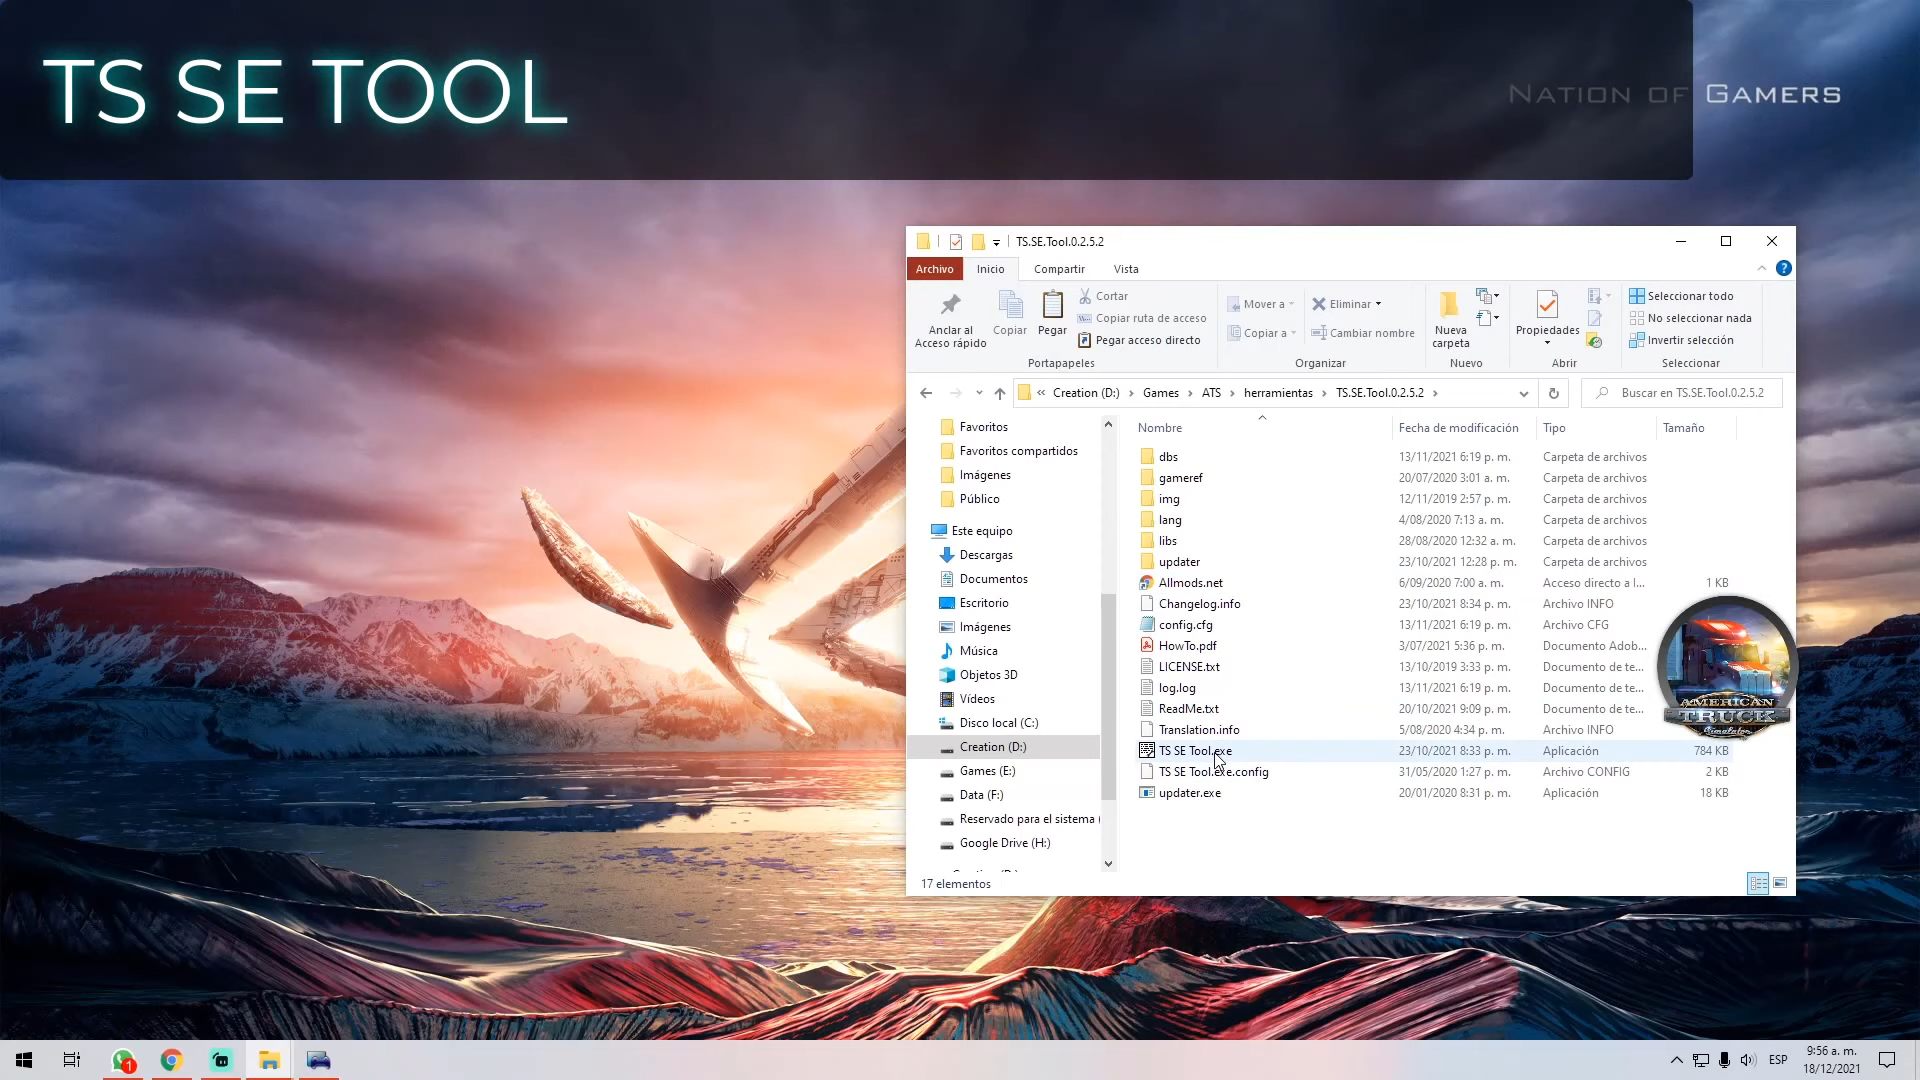 TS SE TOOL
NATION OF GAMERS
TS.SE.Tool.0.2.5.2
Archivo
Inicio
Compartir
Vista
?
Anclar al
Acceso rápido
Copiar
Pegar
Cortar
Copiar ruta de acceso
Pegar acceso directo
Portapapeles
Mover a
Copiar a
Eliminar
Cambiar nombre
Organizar
Nueva
carpeta
Nuevo
Propiedades
Abrir
Seleccionar todo
No seleccionar nada
Invertir selección
Seleccionar
« Creation (D:) › Games › ATS › herramientas › TS.SE.Tool.0.2.5.2 ›
Buscar en TS.SE.Tool.0.2.5.2
Favoritos
Favoritos compartidos
Imágenes
Público
Este equipo
Descargas
Documentos
Escritorio
Imágenes
Música
Objetos 3D
Vídeos
Disco local (C:)
Creation (D:)
Games (E:)
Data (F:)
Reservado para el sistema (
Google Drive (H:)
Nombre Fecha de modificación Tipo Tamaño
dbs 13/11/2021 6:19 p. m. Carpeta de archivos
gameref 20/07/2020 3:01 a. m. Carpeta de archivos
img 12/11/2019 2:57 p. m. Carpeta de archivos
lang 4/08/2020 7:13 a. m. Carpeta de archivos
libs 28/08/2020 12:32 a. m. Carpeta de archivos
updater 23/10/2021 12:28 p. m. Carpeta de archivos
Allmods.net 6/09/2020 7:00 a. m. Acceso directo a I... 1 KB
Changelog.info 23/10/2021 8:34 p. m. Archivo INFO
config.cfg 13/11/2021 6:19 p. m. Archivo CFG
HowTo.pdf 3/07/2021 5:36 p. m. Documento Adob...
LICENSE.txt 13/10/2019 3:33 p. m. Documento de te...
log.log 13/11/2021 6:19 p. m. Documento de te...
ReadMe.txt 20/10/2021 9:09 p. m. Documento de te...
Translation.info 5/08/2020 4:34 p. m. Archivo INFO
TS SE Tool.exe 23/10/2021 8:33 p. m. Aplicación 784 KB
TS SE Tool.exe.config 31/05/2020 1:27 p. m. Archivo CONFIG 2 KB
updater.exe 20/01/2020 8:31 p. m. Aplicación 18 KB
AMERICAN
TRUCK
Simulator
17 elementos
1
ESP
9:56 a. m.
18/12/2021